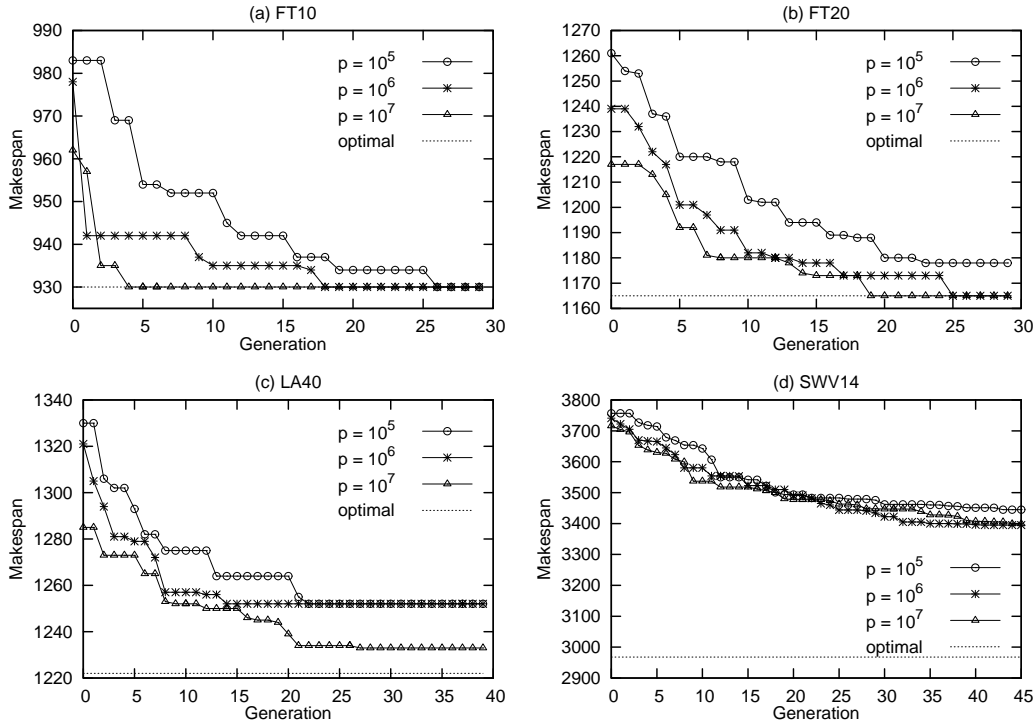 (a) FT10
990
980
970
960
950
940
930
Makespan
p = 10^5
p = 10^6
p = 10^7
optimal
0 5 10 15 20 25 30
Generation
(b) FT20
1270
1260
1250
1240
1230
1220
1210
1200
1190
1180
1170
1160
Makespan
p = 10^5
p = 10^6
p = 10^7
optimal
0 5 10 15 20 25 30
Generation
(c) LA40
1340
1320
1300
1280
1260
1240
1220
Makespan
p = 10^5
p = 10^6
p = 10^7
optimal
0 5 10 15 20 25 30 35 40
Generation
(d) SWV14
3800
3700
3600
3500
3400
3300
3200
3100
3000
2900
Makespan
p = 10^5
p = 10^6
p = 10^7
optimal
0 5 10 15 20 25 30 35 40 45
Generation